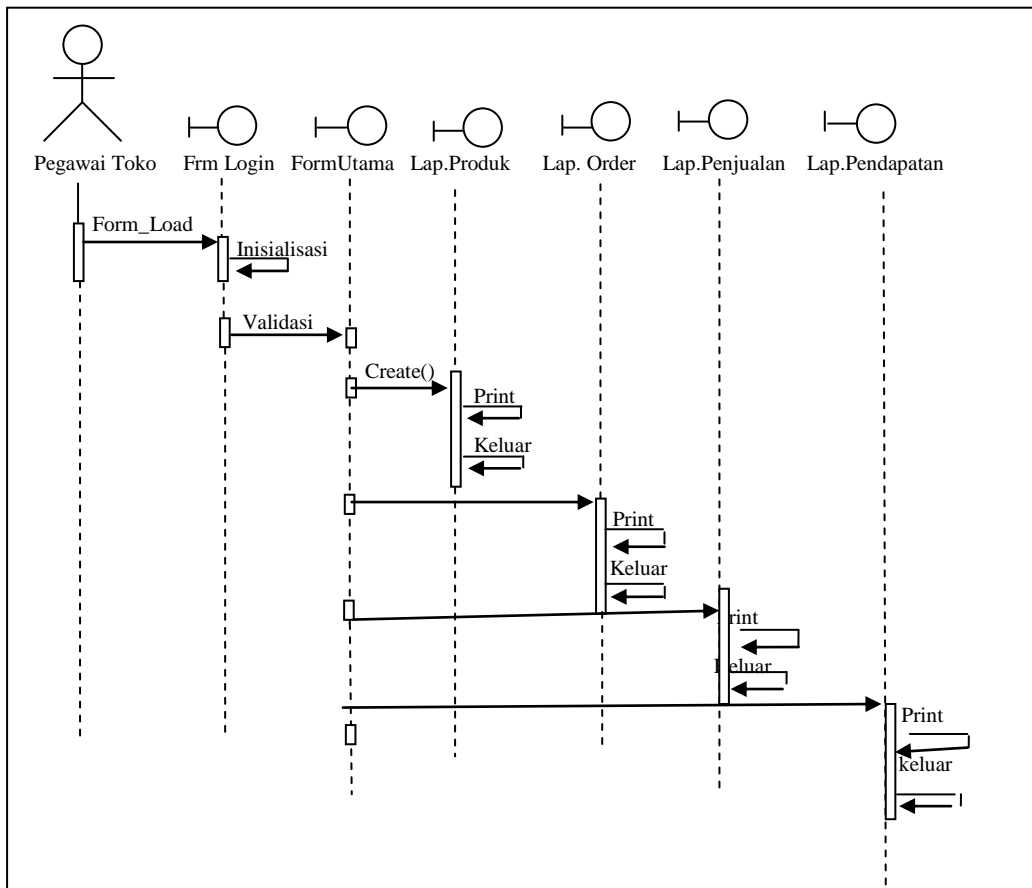 Pegawai Toko
Frm Login
FormUtama
Lap.Produk
Lap. Order
Lap.Penjualan
Lap.Pendapatan
Form_Load
Inisialisasi
Validasi
Create()
Print
Keluar
Print
Keluar
Print
Keluar
Print
keluar